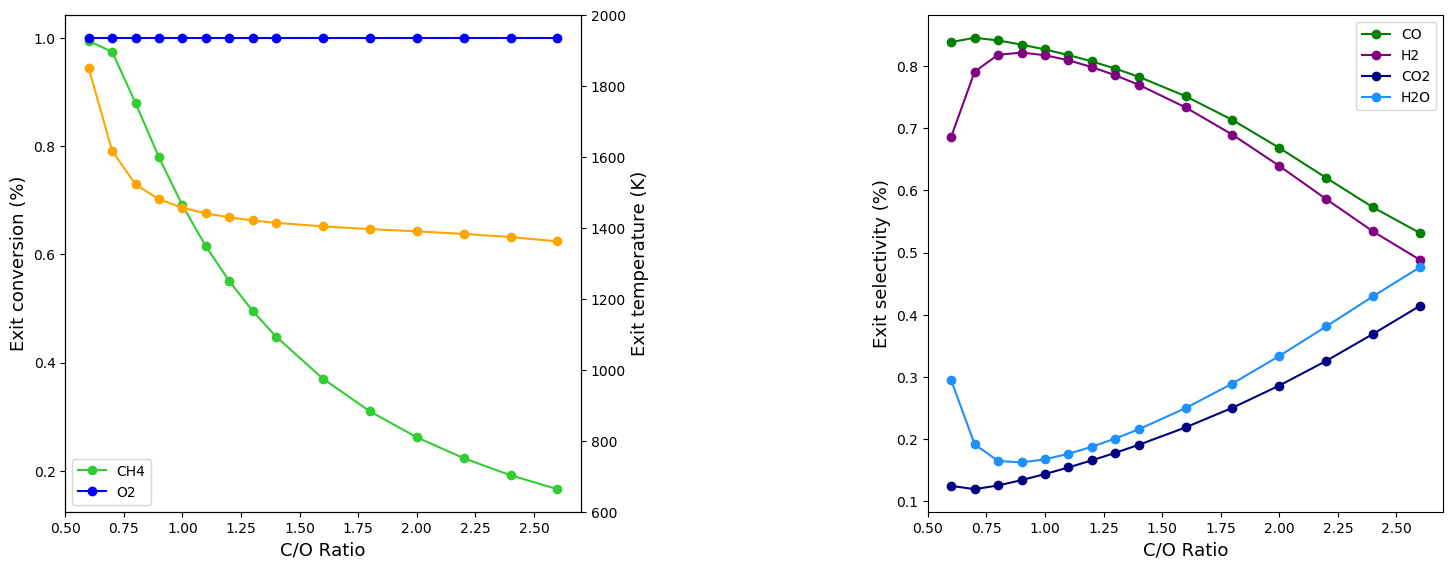 Exit conversion (%)
1.0
0.8
0.6
0.4
0.2
CH4
O2
0.50 0.75 1.00 1.25 1.50 1.75 2.00 2.25 2.50
C/O Ratio
2000
1800
1600
1400
1200
1000
800
600
Exit temperature (K)
Exit selectivity (%)
0.8
0.7
0.6
0.5
0.4
0.3
0.2
0.1
CO
H2
CO2
H2O
0.50 0.75 1.00 1.25 1.50 1.75 2.00 2.25 2.50
C/O Ratio